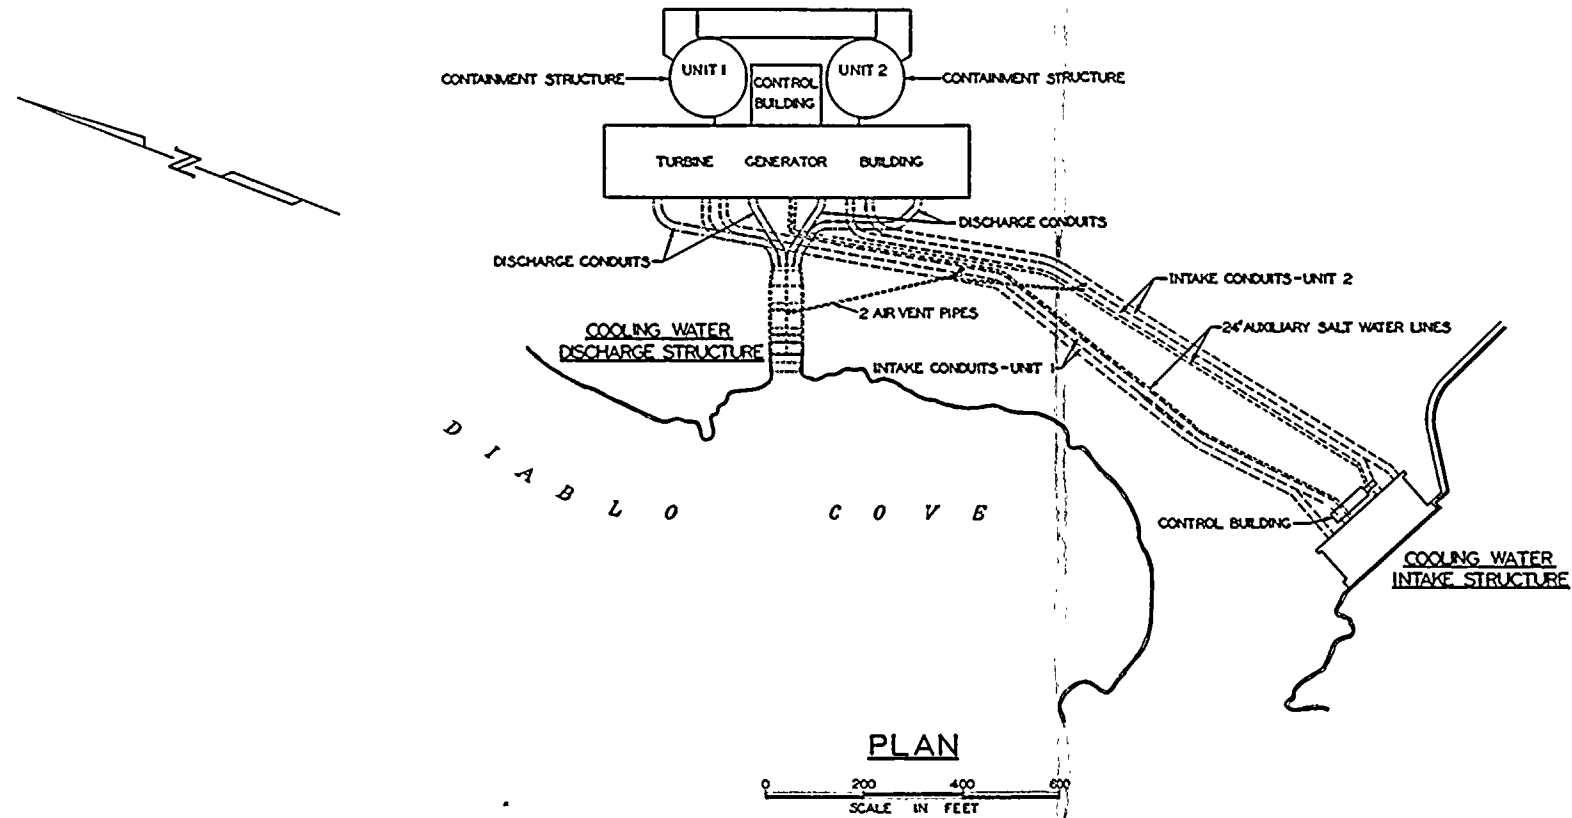 UNIT 1
UNIT 2
CONTAINMENT STRUCTURE
CONTROL
BUILDING
CONTAINMENT STRUCTURE
N
TURBINE GENERATOR BUILDING
DISCHARGE CONDUITS
DISCHARGE CONDUITS
INTAKE CONDUITS-UNIT 2
2 AIR VENT PIPES
24" AUXILIARY SALT WATER LINES
COOLING WATER
DISCHARGE STRUCTURE
INTAKE CONDUITS-UNIT 1
DIABLO COVE
CONTROL BUILDING
COOLING WATER
INTAKE STRUCTURE
PLAN
0 200 400 600
SCALE IN FEET